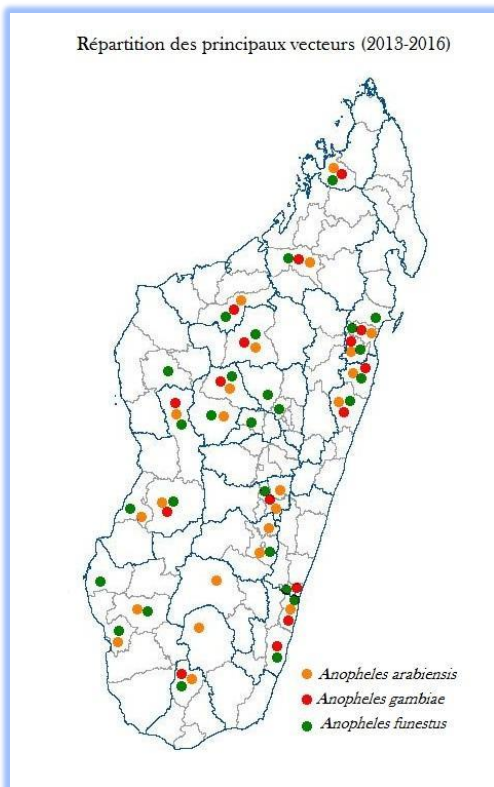 Répartition des principaux vecteurs (2013-2016)
Anopheles arabiensis
Anopheles gambiae
Anopheles funestus